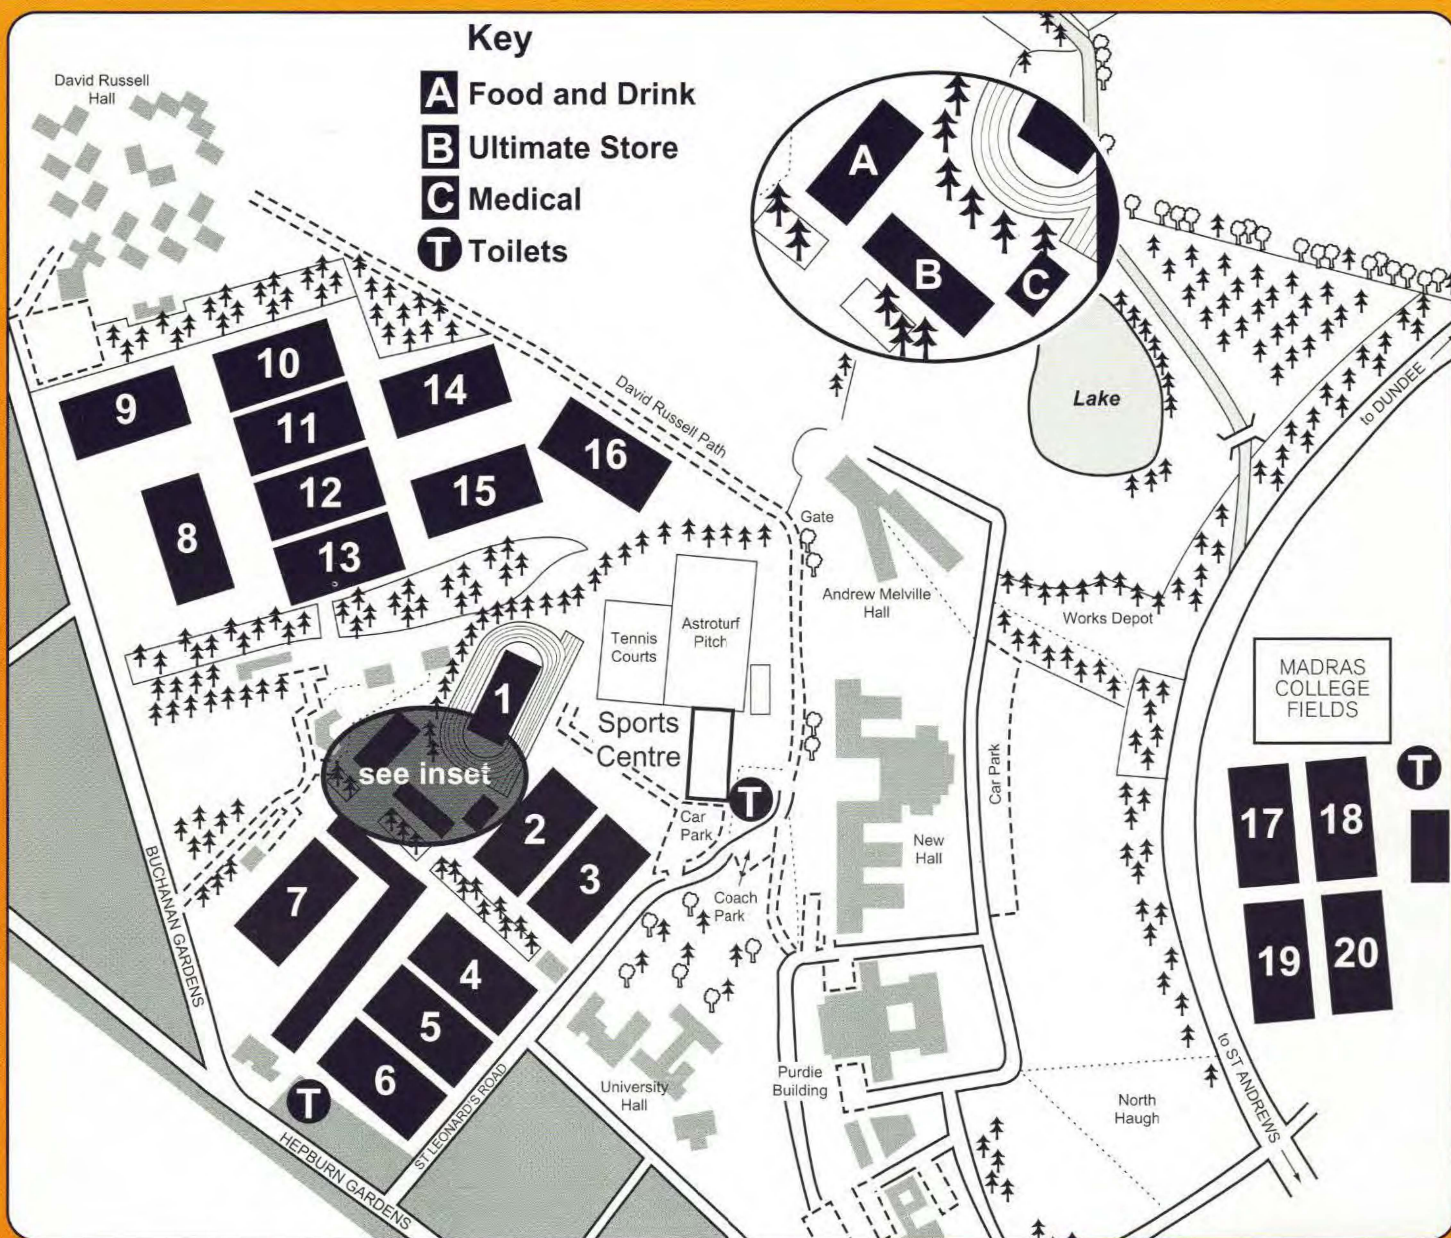 Key
A Food and Drink
B Ultimate Store
C Medical
T Toilets
David Russell
Hall
A
B
C
Lake
to DUNDEE
David Russell Path
9
10
11
12
13
14
15
16
8
Gate
Andrew Melville
Hall
Works Depot
Tennis
Courts
Astroturf
Pitch
MADRAS
COLLEGE
FIELDS
1
Sports
Centre
see inset
T
T
Car
Park
Car Park
New
Hall
Coach
Park
2
3
7
4
5
6
17
18
19
20
BUCHANAN GARDENS
T
ST LEONARD'S ROAD
HEPBURN GARDENS
University
Hall
Purdie
Building
North
Haugh
to ST ANDREWS